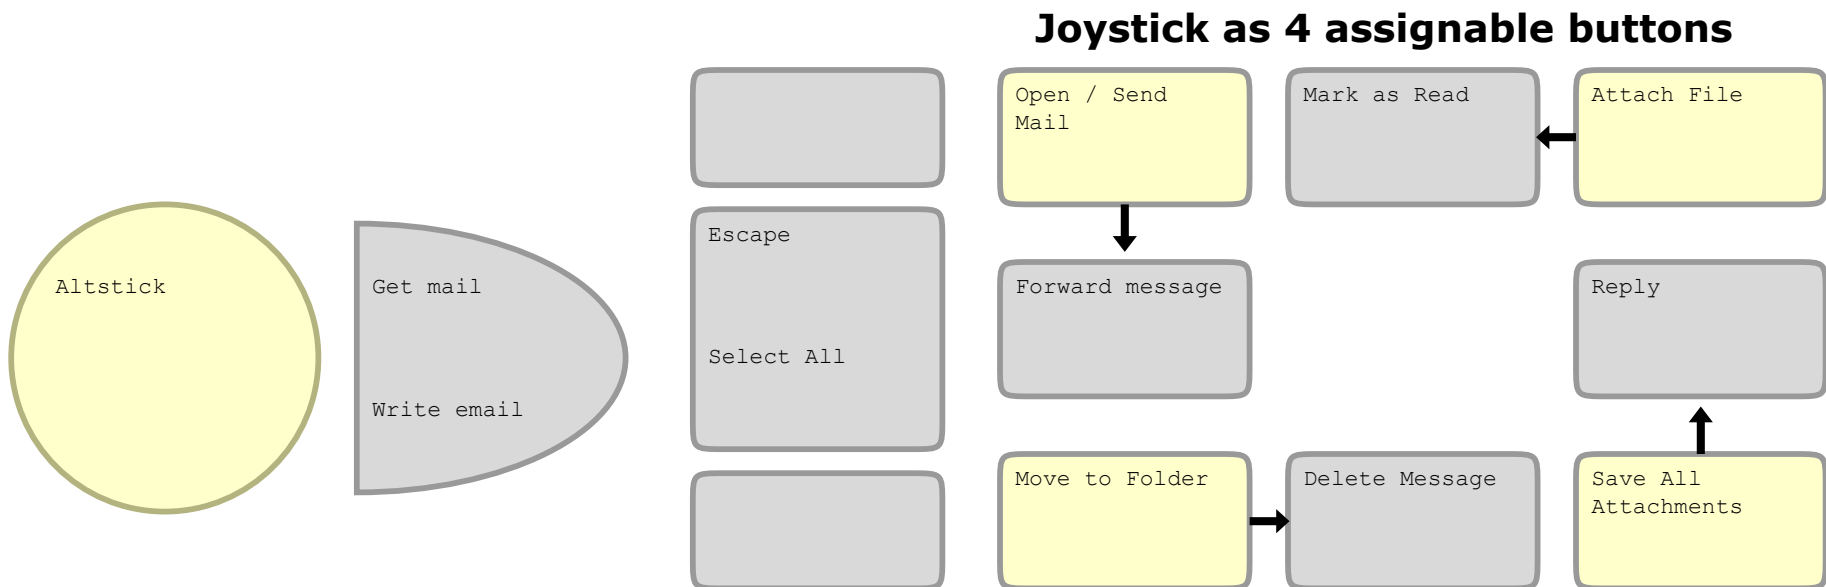 Joystick as 4 assignable buttons
Open / Send
Mail
Mark as Read
Attach File
Escape
Altstick
Get mail
Forward message
Reply
Select All
Write email
Move to Folder
Delete Message
Save All
Attachments